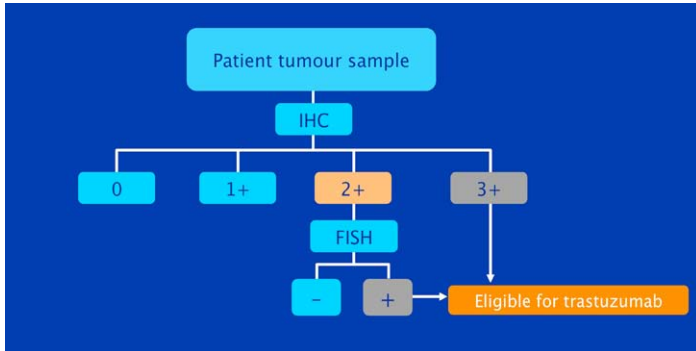 Patient tumour sample
IHC
0
1+
2+
3+
FISH
-
+
Eligible for trastuzumab